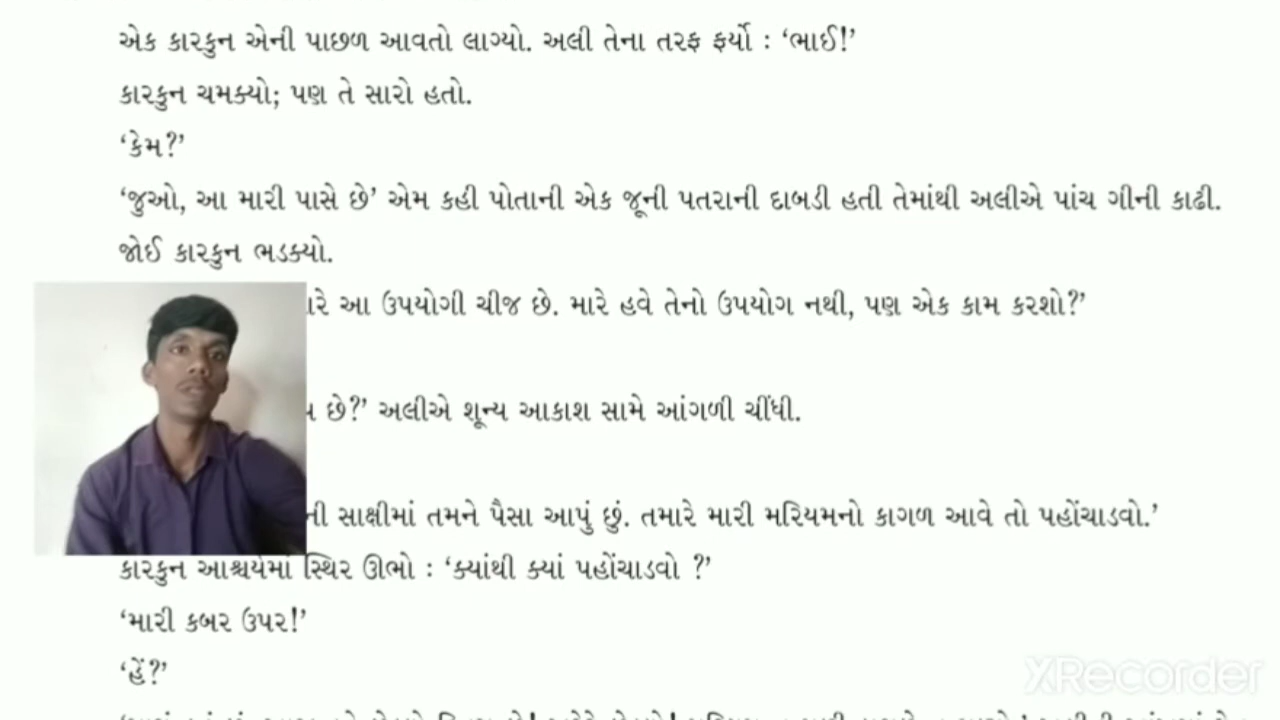 એક કારકુન એની પાછળ આવતો લાગ્યો. અલી તેના તરફ ફર્યો : ‘ભાઈ!’
કારકુન ચમક્યો; પણ તે સારો હતો.
‘કેમ?’
‘જુઓ, આ મારી પાસે છે’ એમ કહી પોતાની એક જૂની પતરાની દાબડી હતી તેમાંથી અલીએ પાંચ ગીની કાઢી.
જોઈ કારકુન ભડક્યો.
આ ઉપયોગી ચીજ છે. મારે હવે તેનો ઉપયોગ નથી, પણ એક કામ કરશો?’
છે?’ અલીએ શૂન્ય આકાશ સામે આંગળી ચીંધી.
સાક્ષીમાં તમને પૈસા આપું છું. તમારે મારી મરિયમનો કાગળ આવે તો પહોંચાડવો.’
કારકુન આશ્ચર્યમાં સ્થિર ઊભો : ‘ક્યાંથી ક્યાં પહોંચાડવો ?’
‘મારી કબર ઉપર!’
‘હેં?’
XRecorder